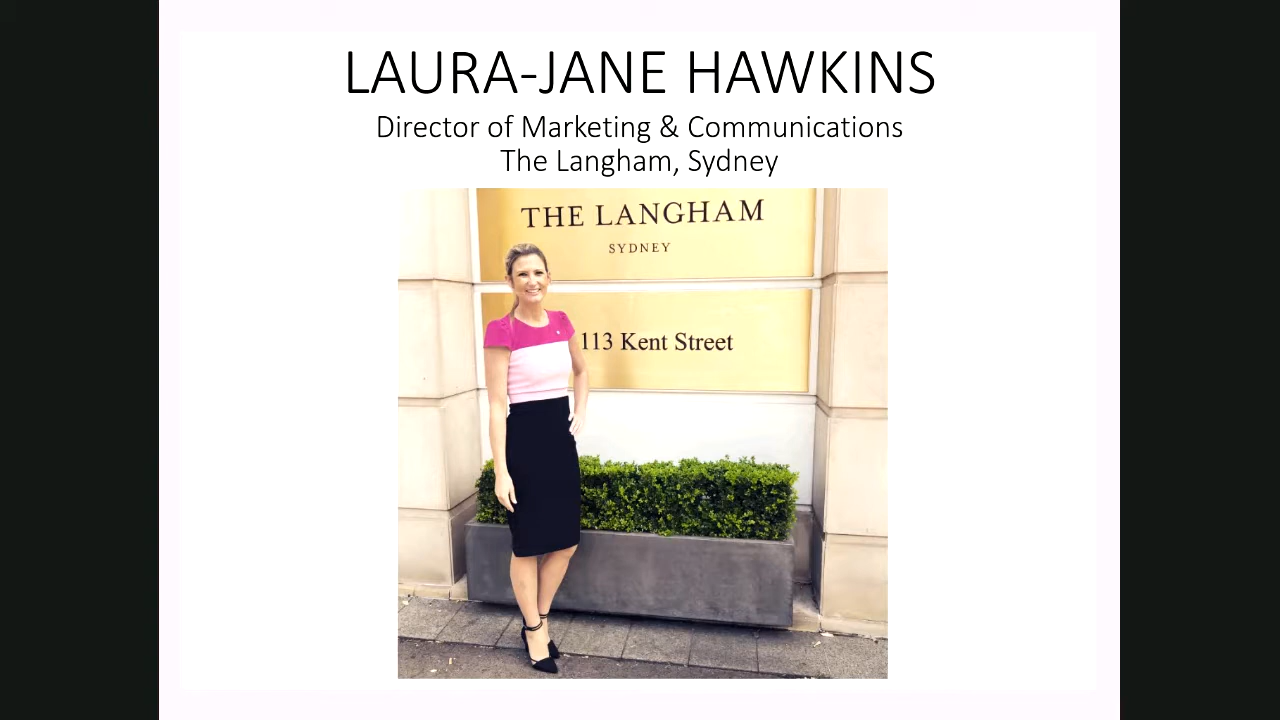 LAURA-JANE HAWKINS
Director of Marketing & Communications
The Langham, Sydney
THE LANGHAM
SYDNEY
113 Kent Street